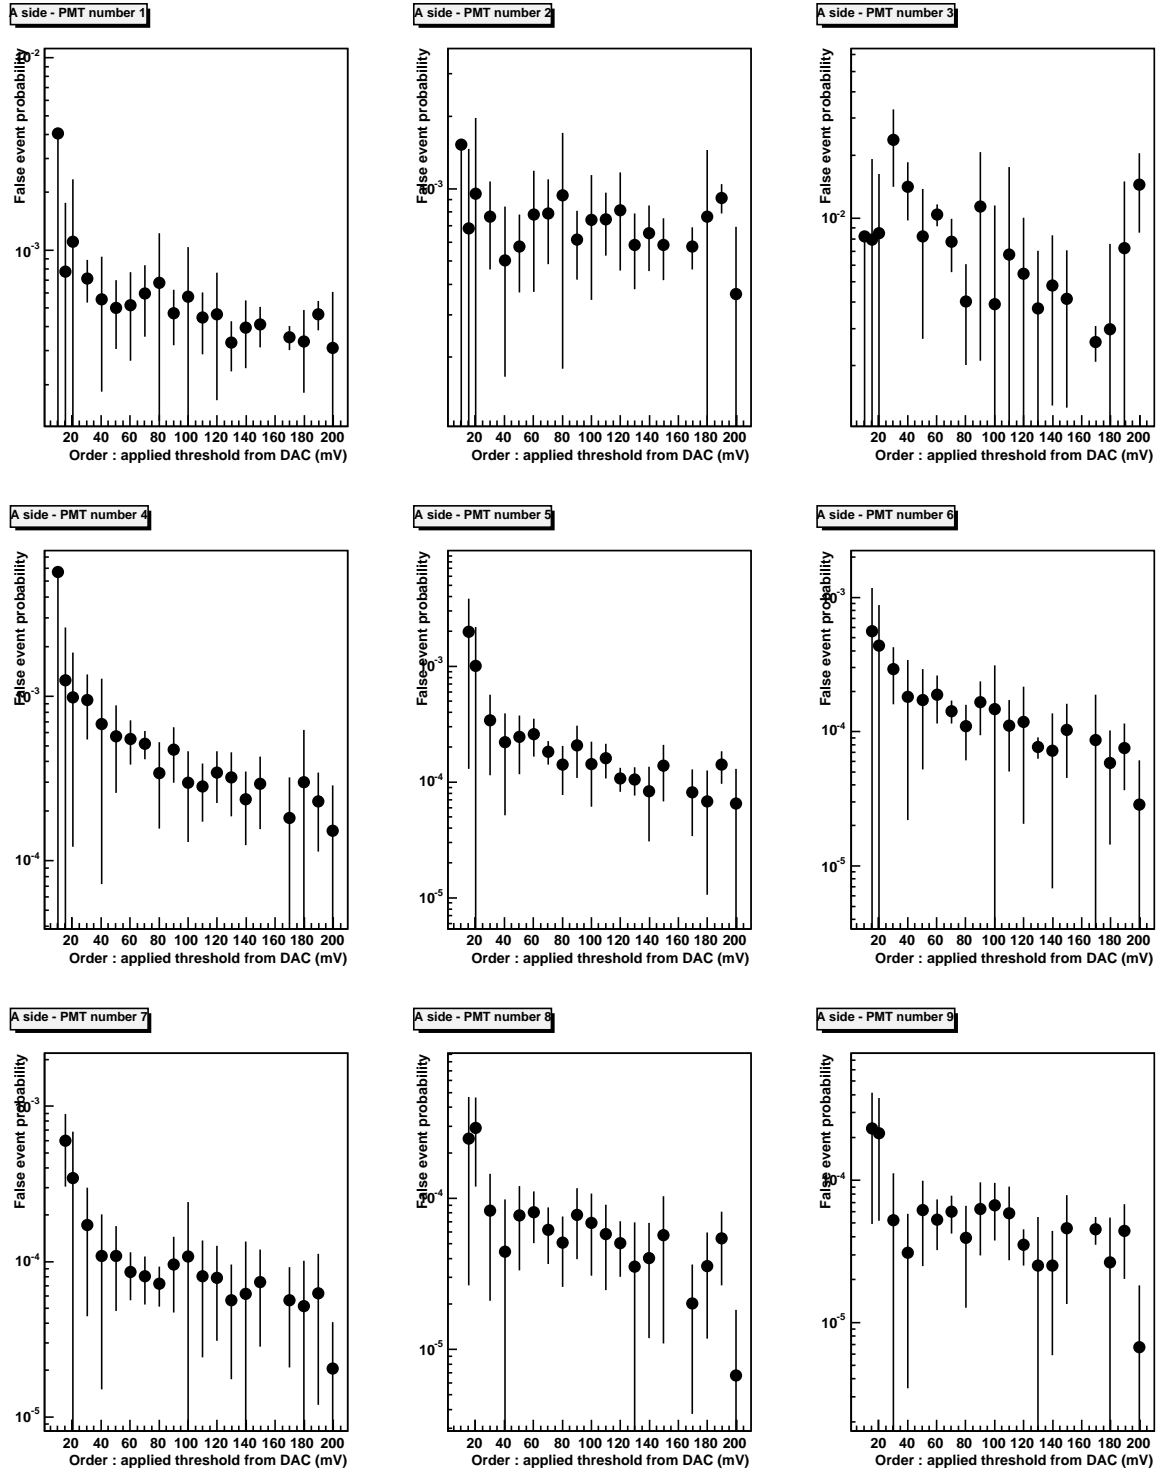 A side - PMT number 1
False event probability
10-2
10-3
20 40 60 80 100 120 140 160 180 200
Order : applied threshold from DAC (mV)
A side - PMT number 2
False event probability
10-3
20 40 60 80 100 120 140 160 180 200
Order : applied threshold from DAC (mV)
A side - PMT number 3
False event probability
10-2
20 40 60 80 100 120 140 160 180 200
Order : applied threshold from DAC (mV)
A side - PMT number 4
False event probability
10-3
10-4
20 40 60 80 100 120 140 160 180 200
Order : applied threshold from DAC (mV)
A side - PMT number 5
False event probability
10-3
10-4
10-5
20 40 60 80 100 120 140 160 180 200
Order : applied threshold from DAC (mV)
A side - PMT number 6
False event probability
10-3
10-4
10-5
20 40 60 80 100 120 140 160 180 200
Order : applied threshold from DAC (mV)
A side - PMT number 7
False event probability
10-3
10-4
10-5
20 40 60 80 100 120 140 160 180 200
Order : applied threshold from DAC (mV)
A side - PMT number 8
False event probability
10-4
10-5
20 40 60 80 100 120 140 160 180 200
Order : applied threshold from DAC (mV)
A side - PMT number 9
False event probability
10-4
10-5
20 40 60 80 100 120 140 160 180 200
Order : applied threshold from DAC (mV)